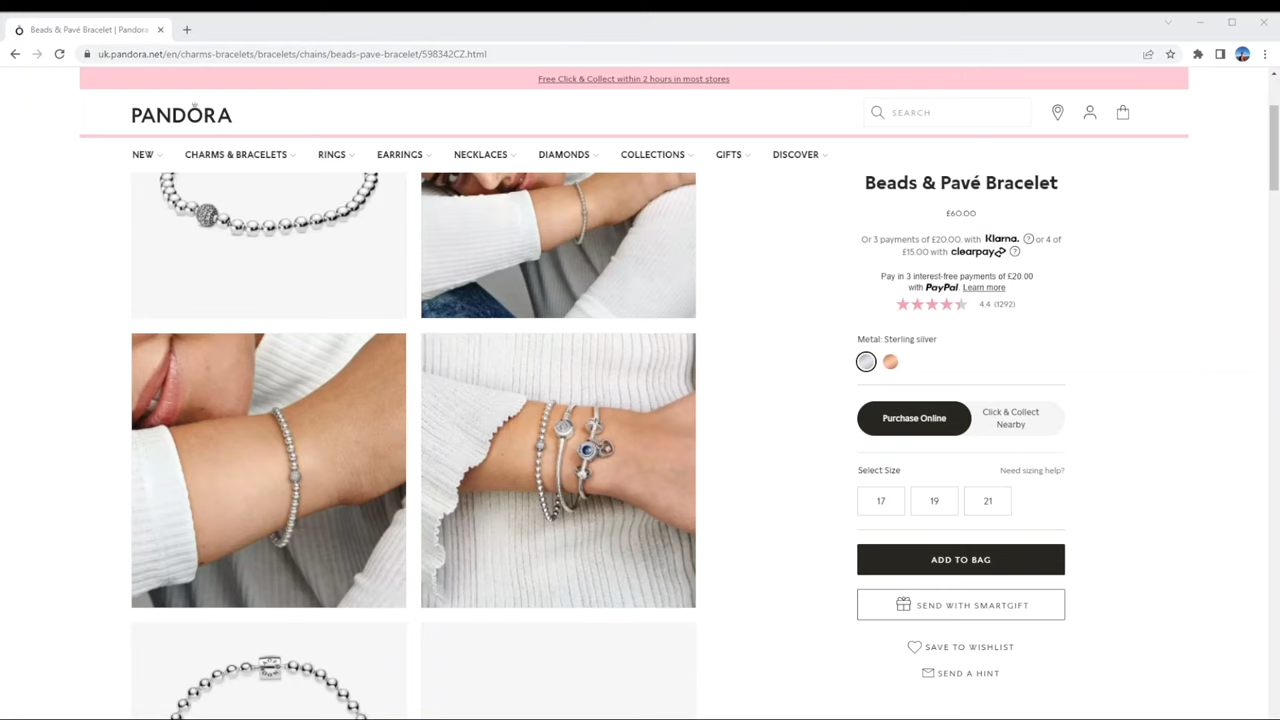 Beads & Pavé Bracelet | Pandora
uk.pandora.net/en/charms-bracelets/bracelets/chains/beads-pave-bracelet/598342CZ.html
Free Click & Collect within 2 hours in most stores
PANDORA
SEARCH
NEW CHARMS & BRACELETS RINGS EARRINGS NECKLACES DIAMONDS COLLECTIONS GIFTS DISCOVER
Beads & Pavé Bracelet
£60.00
Or 3 payments of £20.00. with Klarna. ? or 4 of
£15.00 with clearpay ?
Pay in 3 interest-free payments of £20.00
with PayPal. Learn more
4.4 (1292)
Metal: Sterling silver
Purchase Online
Click & Collect
Nearby
Select Size Need sizing help?
17 19 21
ADD TO BAG
SEND WITH SMARTGIFT
SAVE TO WISHLIST
SEND A HINT